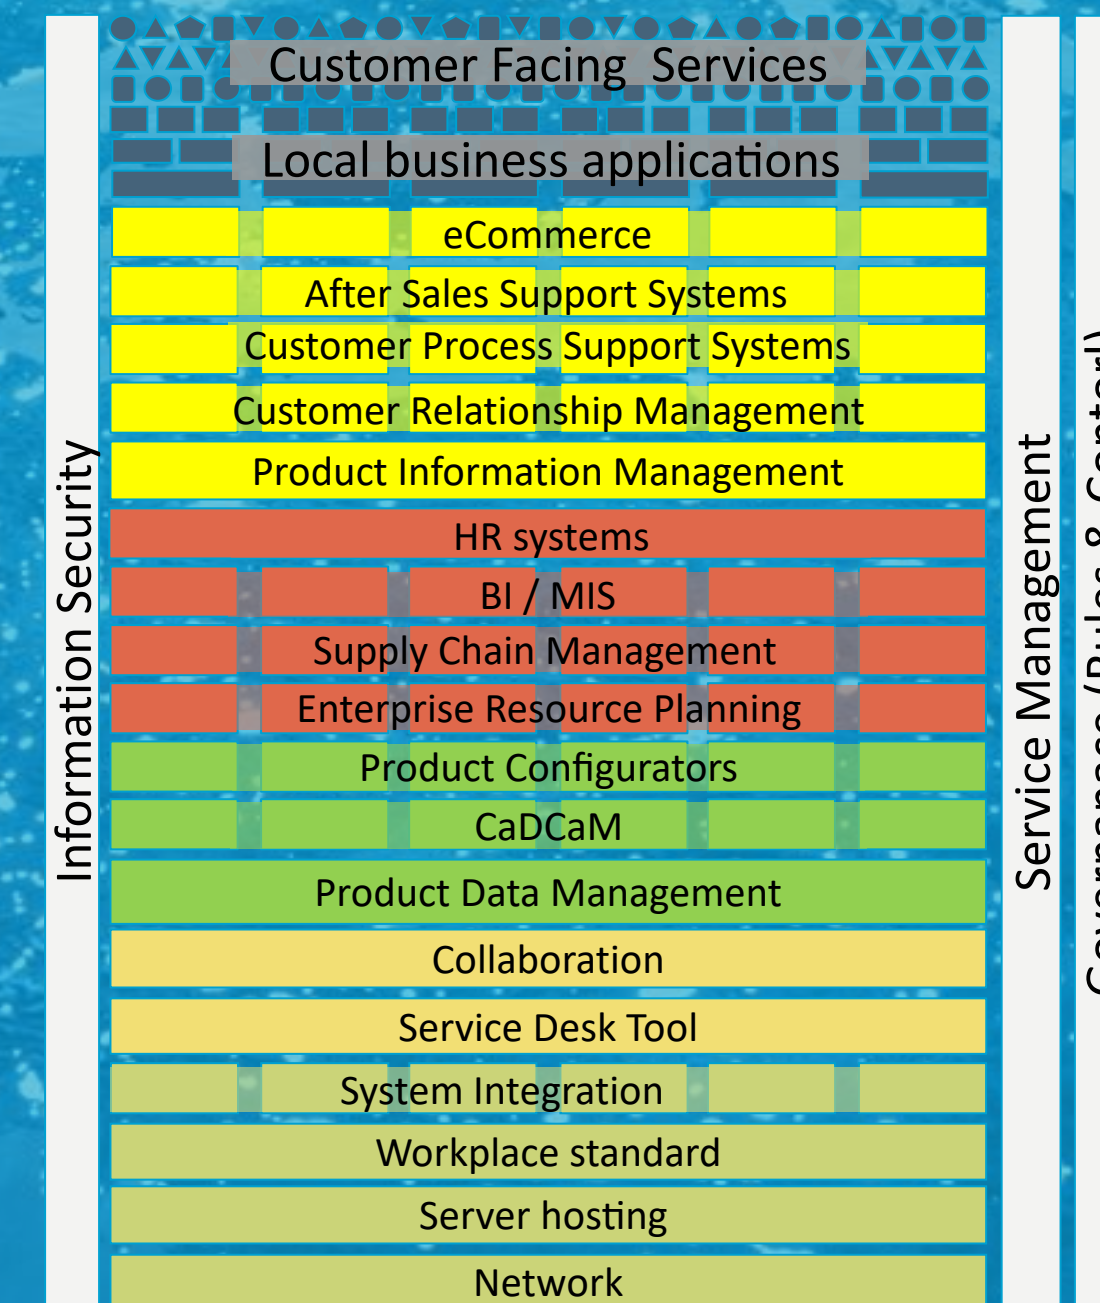 Customer Facing Services
Local business applications
eCommerce
After Sales Support Systems
Customer Process Support Systems
Customer Relationship Management
Product Information Management
HR systems
BI / MIS
Supply Chain Management
Enterprise Resource Planning
Product Configurators
CaDCaM
Product Data Management
Collaboration
Service Desk Tool
System Integration
Workplace standard
Server hosting
Network
Information Security
Service Management